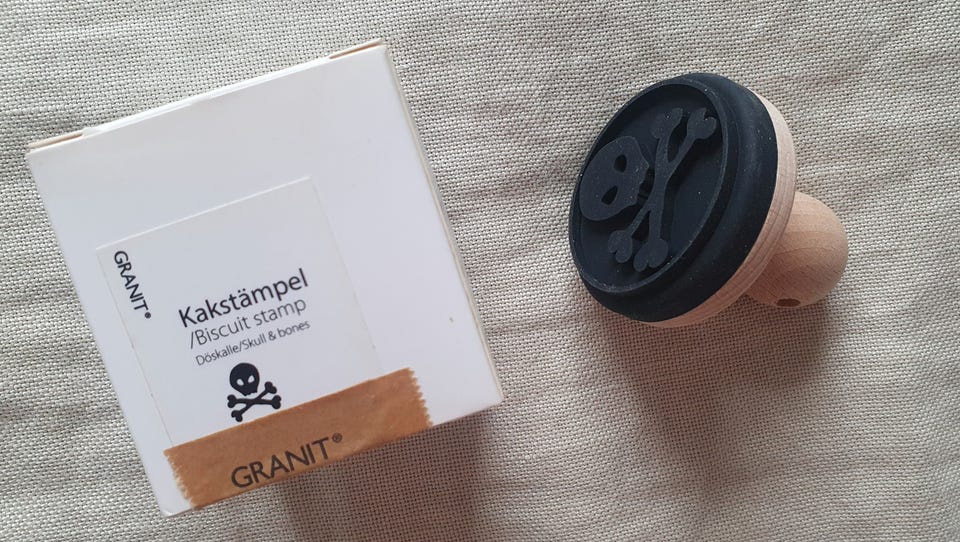 GRANIT®
Kakstämpel
/Biscuit stamp
Döskalle/Skull & bones
GRANIT®